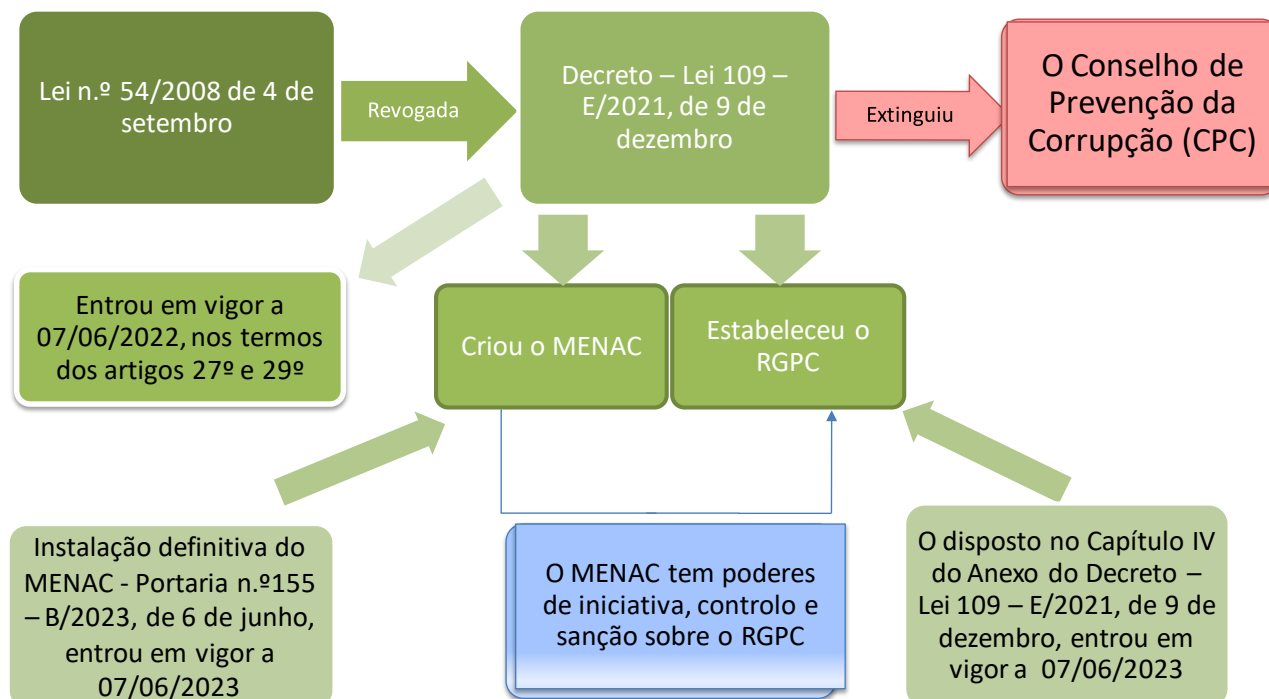 Lei n.º 54/2008 de 4 de
setembro
Revogada
Decreto – Lei 109 –
E/2021, de 9 de
dezembro
Extinguiu
O Conselho de
Prevenção da
Corrupção (CPC)
Entrou em vigor a
07/06/2022, nos termos
dos artigos 27º e 29º
Criou o MENAC
Estabeleceu o
RGPC
Instalação definitiva do
MENAC - Portaria n.º155
– B/2023, de 6 de junho,
entrou em vigor a
07/06/2023
O MENAC tem poderes
de iniciativa, controlo e
sanção sobre o RGPC
O disposto no Capítulo IV
do Anexo do Decreto –
Lei 109 – E/2021, de 9 de
dezembro, entrou em
vigor a 07/06/2023